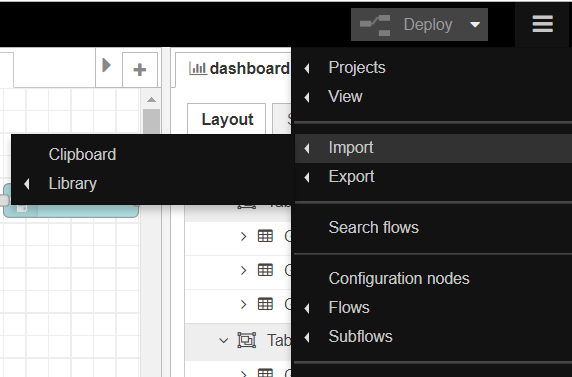 Deploy
dashboard
Projects
View
Layout
Import
Export
Clipboard
Library
Search flows
Configuration nodes
Flows
Subflows